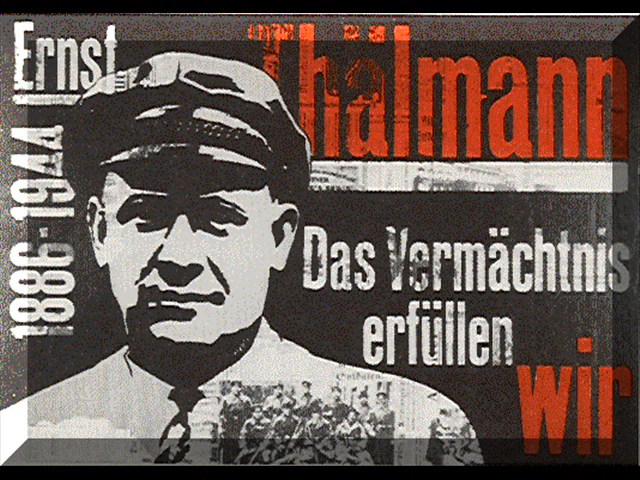 Ernst
Thälmann
1886-1944
Das Vermächtnis
erfüllen
wir